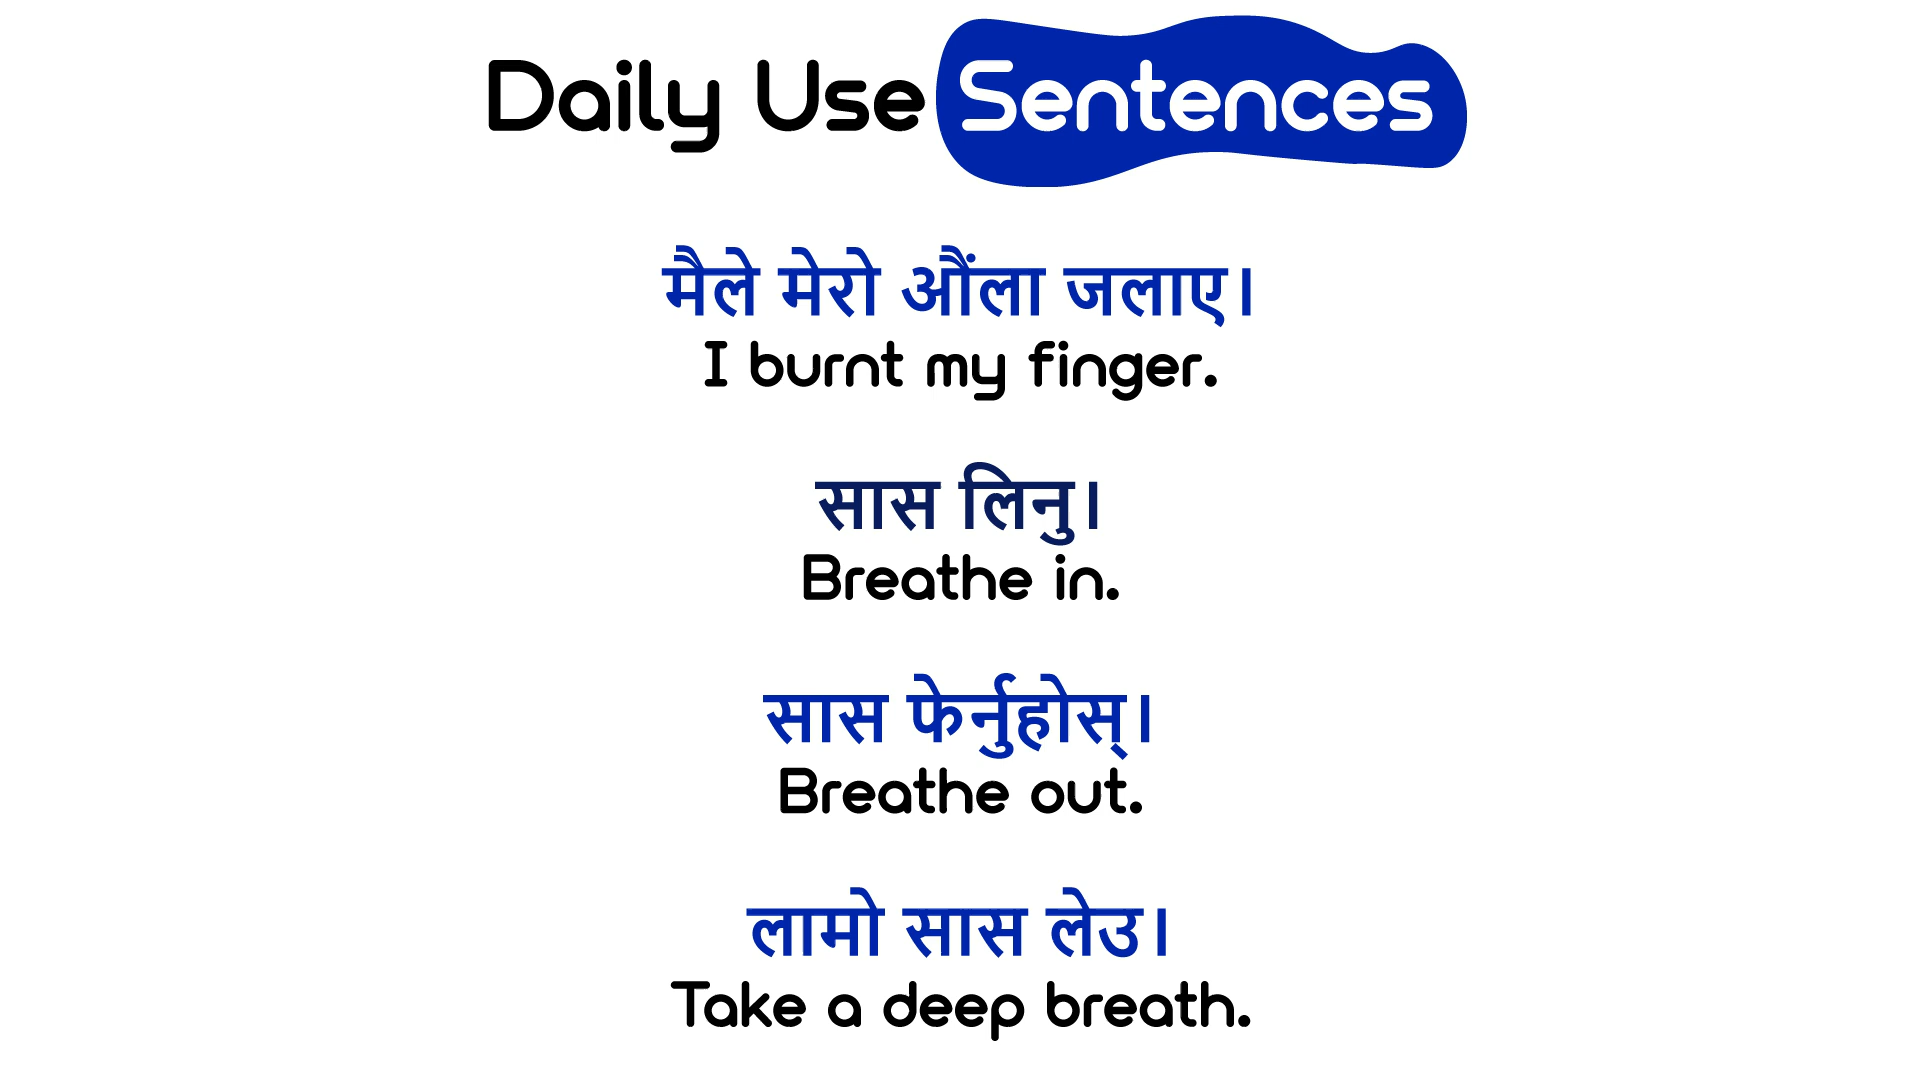 Daily Use Sentences
मैले मेरो औंला जलाए।
I burnt my finger.
सास लिनु।
Breathe in.
सास फेर्नुहोस्।
Breathe out.
लामो सास लेउ।
Take a deep breath.